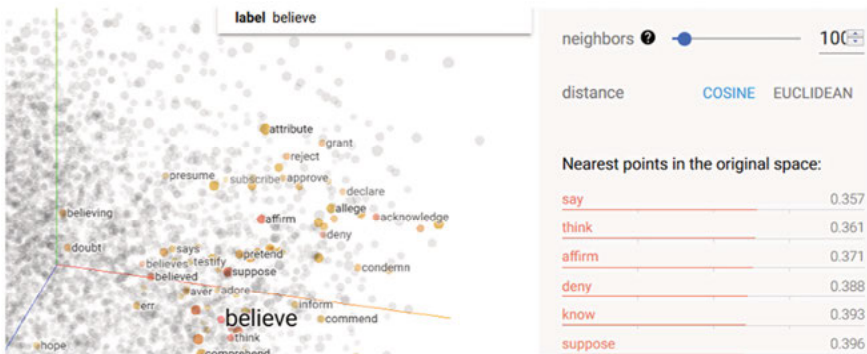 label believe
attribute
grant
reject
presume
subscribe
approve
declare
believing
allege
affirm
acknowledge
deny
doubt
says
pretend
believes
testify
suppose
condemn
believed
aver
adore
err
inform
believe
commend
think
hope
comprehend
neighbors ?
100
distance
COSINE EUCLIDEAN
Nearest points in the original space:
say 0.357
think 0.361
affirm 0.371
deny 0.388
know 0.393
suppose 0.396